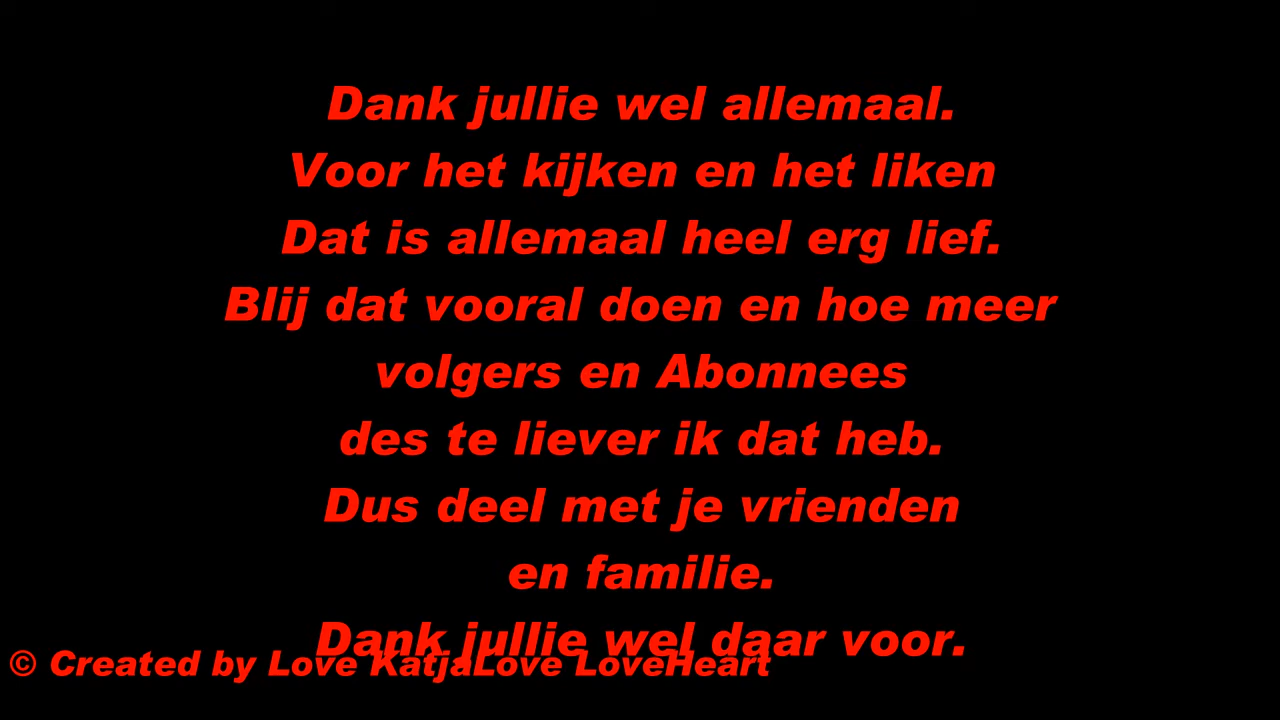 Dank jullie wel allemaal.
Voor het kijken en het liken
Dat is allemaal heel erg lief.
Blij dat vooral doen en hoe meer
volgers en Abonnees
des te liever ik dat heb.
Dus deel met je vrienden
en familie.
Dank jullie wel daar voor.
© Created by Love KatjaLove LoveHeart